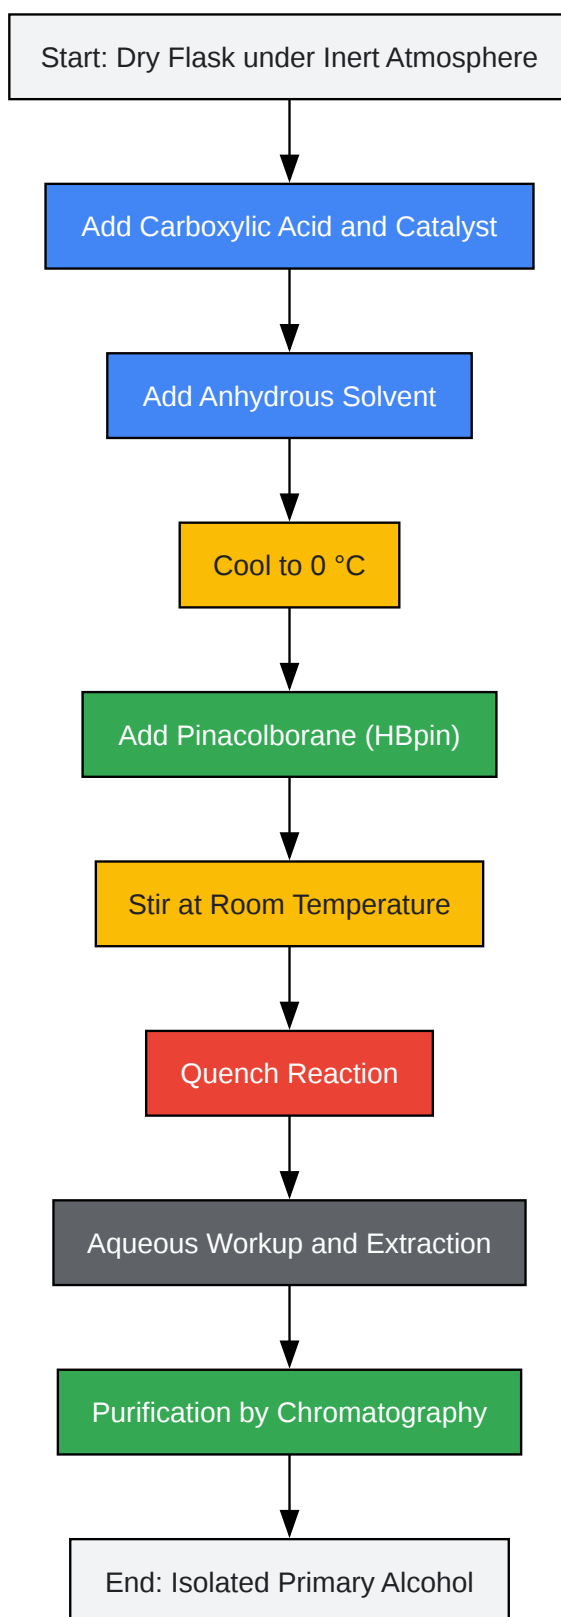 Start: Dry Flask under Inert Atmosphere
Add Carboxylic Acid and Catalyst
Add Anhydrous Solvent
Cool to 0 °C
Add Pinacolborane (HBpin)
Stir at Room Temperature
Quench Reaction
Aqueous Workup and Extraction
Purification by Chromatography
End: Isolated Primary Alcohol